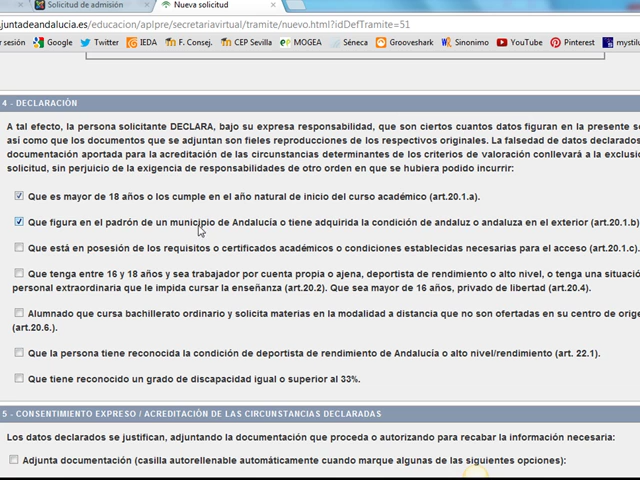 Solicitud de admisión
Nueva solicitud
juntadeandalucia.es/educacion/aplpre/secretariavirtual/tramite/nuevo.html?idDefTramite=51
sesión Google Twitter IEDA F. Consej. CEP Sevilla MOGEA Séneca Grooveshark Sinonimo YouTube Pinterest
4 - DECLARACIÓN
A tal efecto, la persona solicitante DECLARA, bajo su expresa responsabilidad, que son ciertos cuantos datos figuran en la presente
así como que los documentos que se adjuntan son fieles reproducciones de los respectivos originales. La falsedad de datos declarados
documentación aportada para la acreditación de las circunstancias determinantes de los criterios de valoración conllevará a la
solicitud, sin perjuicio de la exigencia de responsabilidades de otro orden en que se hubiera podido incurrir:
Que es mayor de 18 años o los cumple en el año natural de inicio del curso académico (art.20.1.a).
Que figura en el padrón de un municipio de Andalucía o tiene adquirida la condición de andaluz o andaluza en el exterior (art.20.1.b)
Que está en posesión de los requisitos o certificados académicos o condiciones establecidas necesarias para el acceso (art.20.1.c).
Que tenga entre 16 y 18 años y sea trabajador por cuenta propia o ajena, deportista de rendimiento o alto nivel, o tenga una
personal extraordinaria que le impida cursar la enseñanza (art.20.2). Que sea mayor de 16 años, privado de libertad (art.20.4).
Alumnado que cursa bachillerato ordinario y solicita materias en la modalidad a distancia que no son ofertadas en su centro de
(art.20.6.).
Que la persona tiene reconocida la condición de deportista de rendimiento de Andalucía o alto nivel/rendimiento (art. 22.1).
Que tiene reconocido un grado de discapacidad igual o superior al 33%.
5 - CONSENTIMIENTO EXPRESO / ACREDITACIÓN DE LAS CIRCUNSTANCIAS DECLARADAS
Los datos declarados se justifican, adjuntando la documentación que proceda o autorizando para recabar la información necesaria:
Adjunta documentación (casilla autorellenable automáticamente cuando marque algunas de las siguientes opciones):